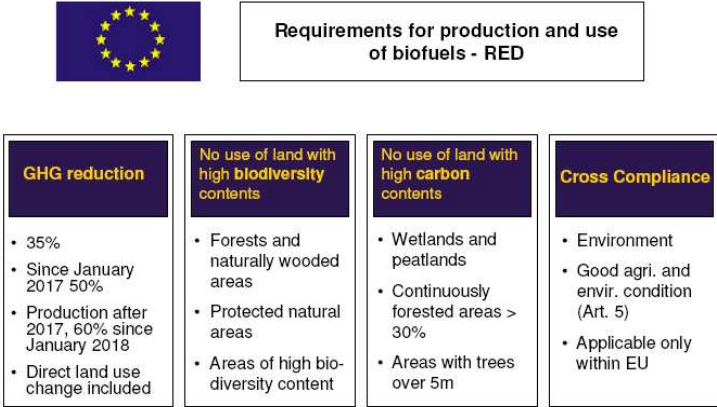 Requirements for production and use
of biofuels - RED
GHG reduction
• 35%
• Since January
2017 50%
• Production after
2017, 60% since
January 2018
• Direct land use
change included
No use of land with
high biodiversity
contents
• Forests and
naturally wooded
areas
• Protected natural
areas
• Areas of high bio-
diversity content
No use of land with
high carbon
contents
• Wetlands and
peatlands
• Continuously
forested areas >
30%
• Areas with trees
over 5m
Cross Compliance
• Environment
• Good agri. and
envir. condition
(Art. 5)
• Applicable only
within EU